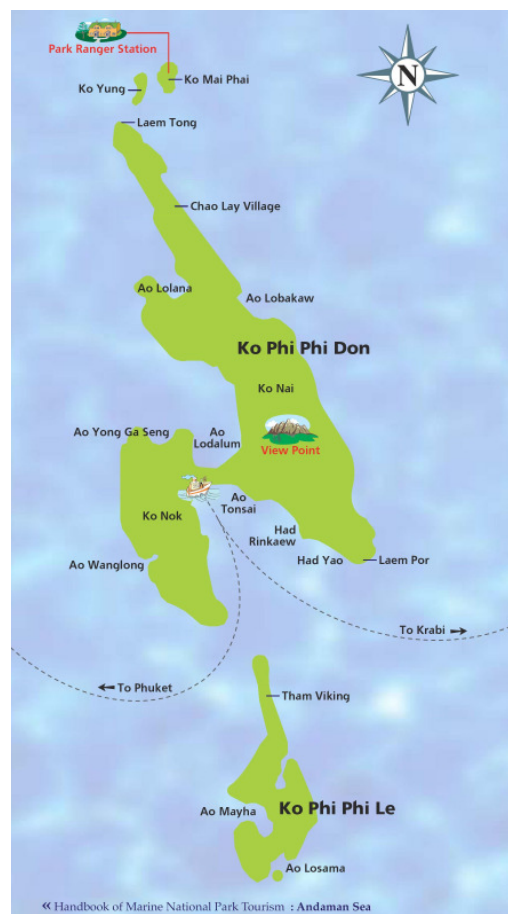 Park Ranger Station
N
Ko Mai Phai
Ko Yung
Laem Tong
Chao Lay Village
Ao Lolana
Ao Lobakaw
Ko Phi Phi Don
Ko Nai
Ao Yong Ga Seng
Ao
Lodalum
View Point
Ao
Tonsai
Ko Nok
Had
Rinkaew
Had Yao
Laem Por
Ao Wanglong
To Krabi
To Phuket
Tham Viking
Ao Mayha
Ko Phi Phi Le
Ao Losama
« Handbook of Marine National Park Tourism : Andaman Sea